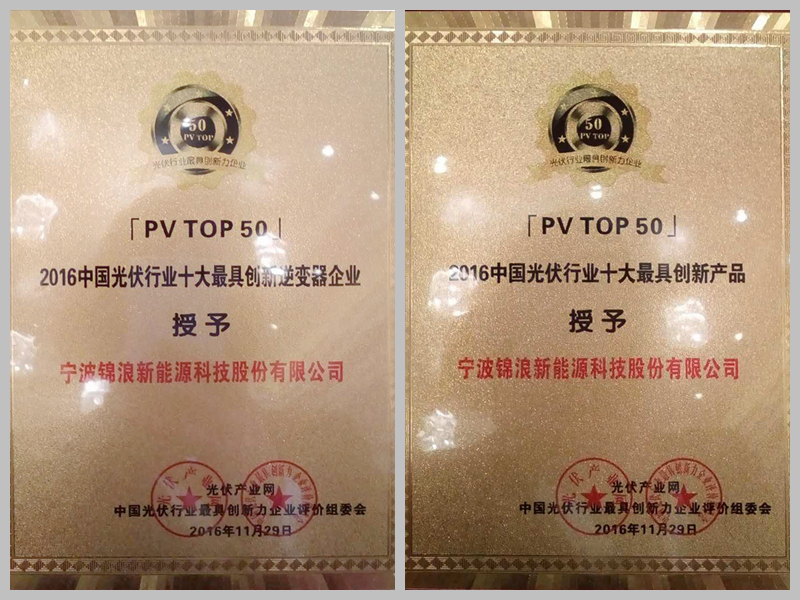 50
PV TOP
光伏行业最具创新力企业
「PV TOP 50」
2016中国光伏行业十大最具创新逆变器企业
授予
宁波锦浪新能源科技股份有限公司
光伏产业网
中国光伏行业最具创新力企业评价组委会
2016年11月29日
50
PV TOP
光伏行业最具创新力企业
「PV TOP 50」
2016中国光伏行业十大最具创新产品
授予
宁波锦浪新能源科技股份有限公司
光伏产业网
中国光伏行业最具创新力企业评价组委会
2016年11月29日